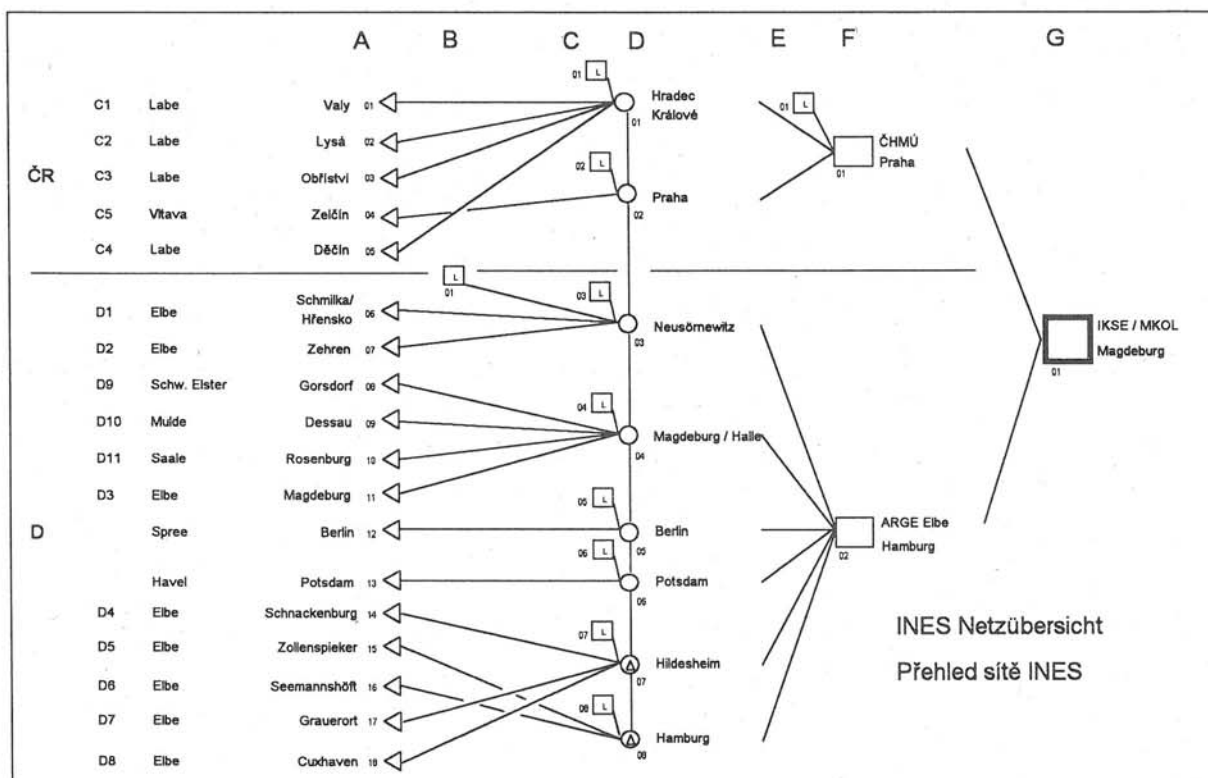 A B C D E F G
01 L
C1 Labe Valy 01
Hradec
Králové
01
01 L
C2 Labe Lysá 02
ČHMÚ
Praha
01
02 L
ČR
C3 Labe Obříství 03
Praha
02
C5 Vltava Zelčín 04
C4 Labe Děčín 05
L
01
03 L
D1 Elbe Schmilka/
Hřensko 06
Neusörnewitz
03
IKSE / MKOL
Magdeburg
01
D2 Elbe Zehren 07
D9 Schw. Elster Gorsdorf 08
04 L
D10 Mulde Dessau 09
Magdeburg / Halle
04
D11 Saale Rosenburg 10
D3 Elbe Magdeburg 11
05 L
D
Spree Berlin 12
Berlin
05
ARGE Elbe
Hamburg
02
06 L
Havel Potsdam 13
Potsdam
06
D4 Elbe Schnackenburg 14
INES Netzübersicht
07 L
D5 Elbe Zollenspieker 15
Hildesheim
07
Přehled sítě INES
D6 Elbe Seemannshöft 16
08 L
D7 Elbe Grauerort 17
Hamburg
08
D8 Elbe Cuxhaven 18